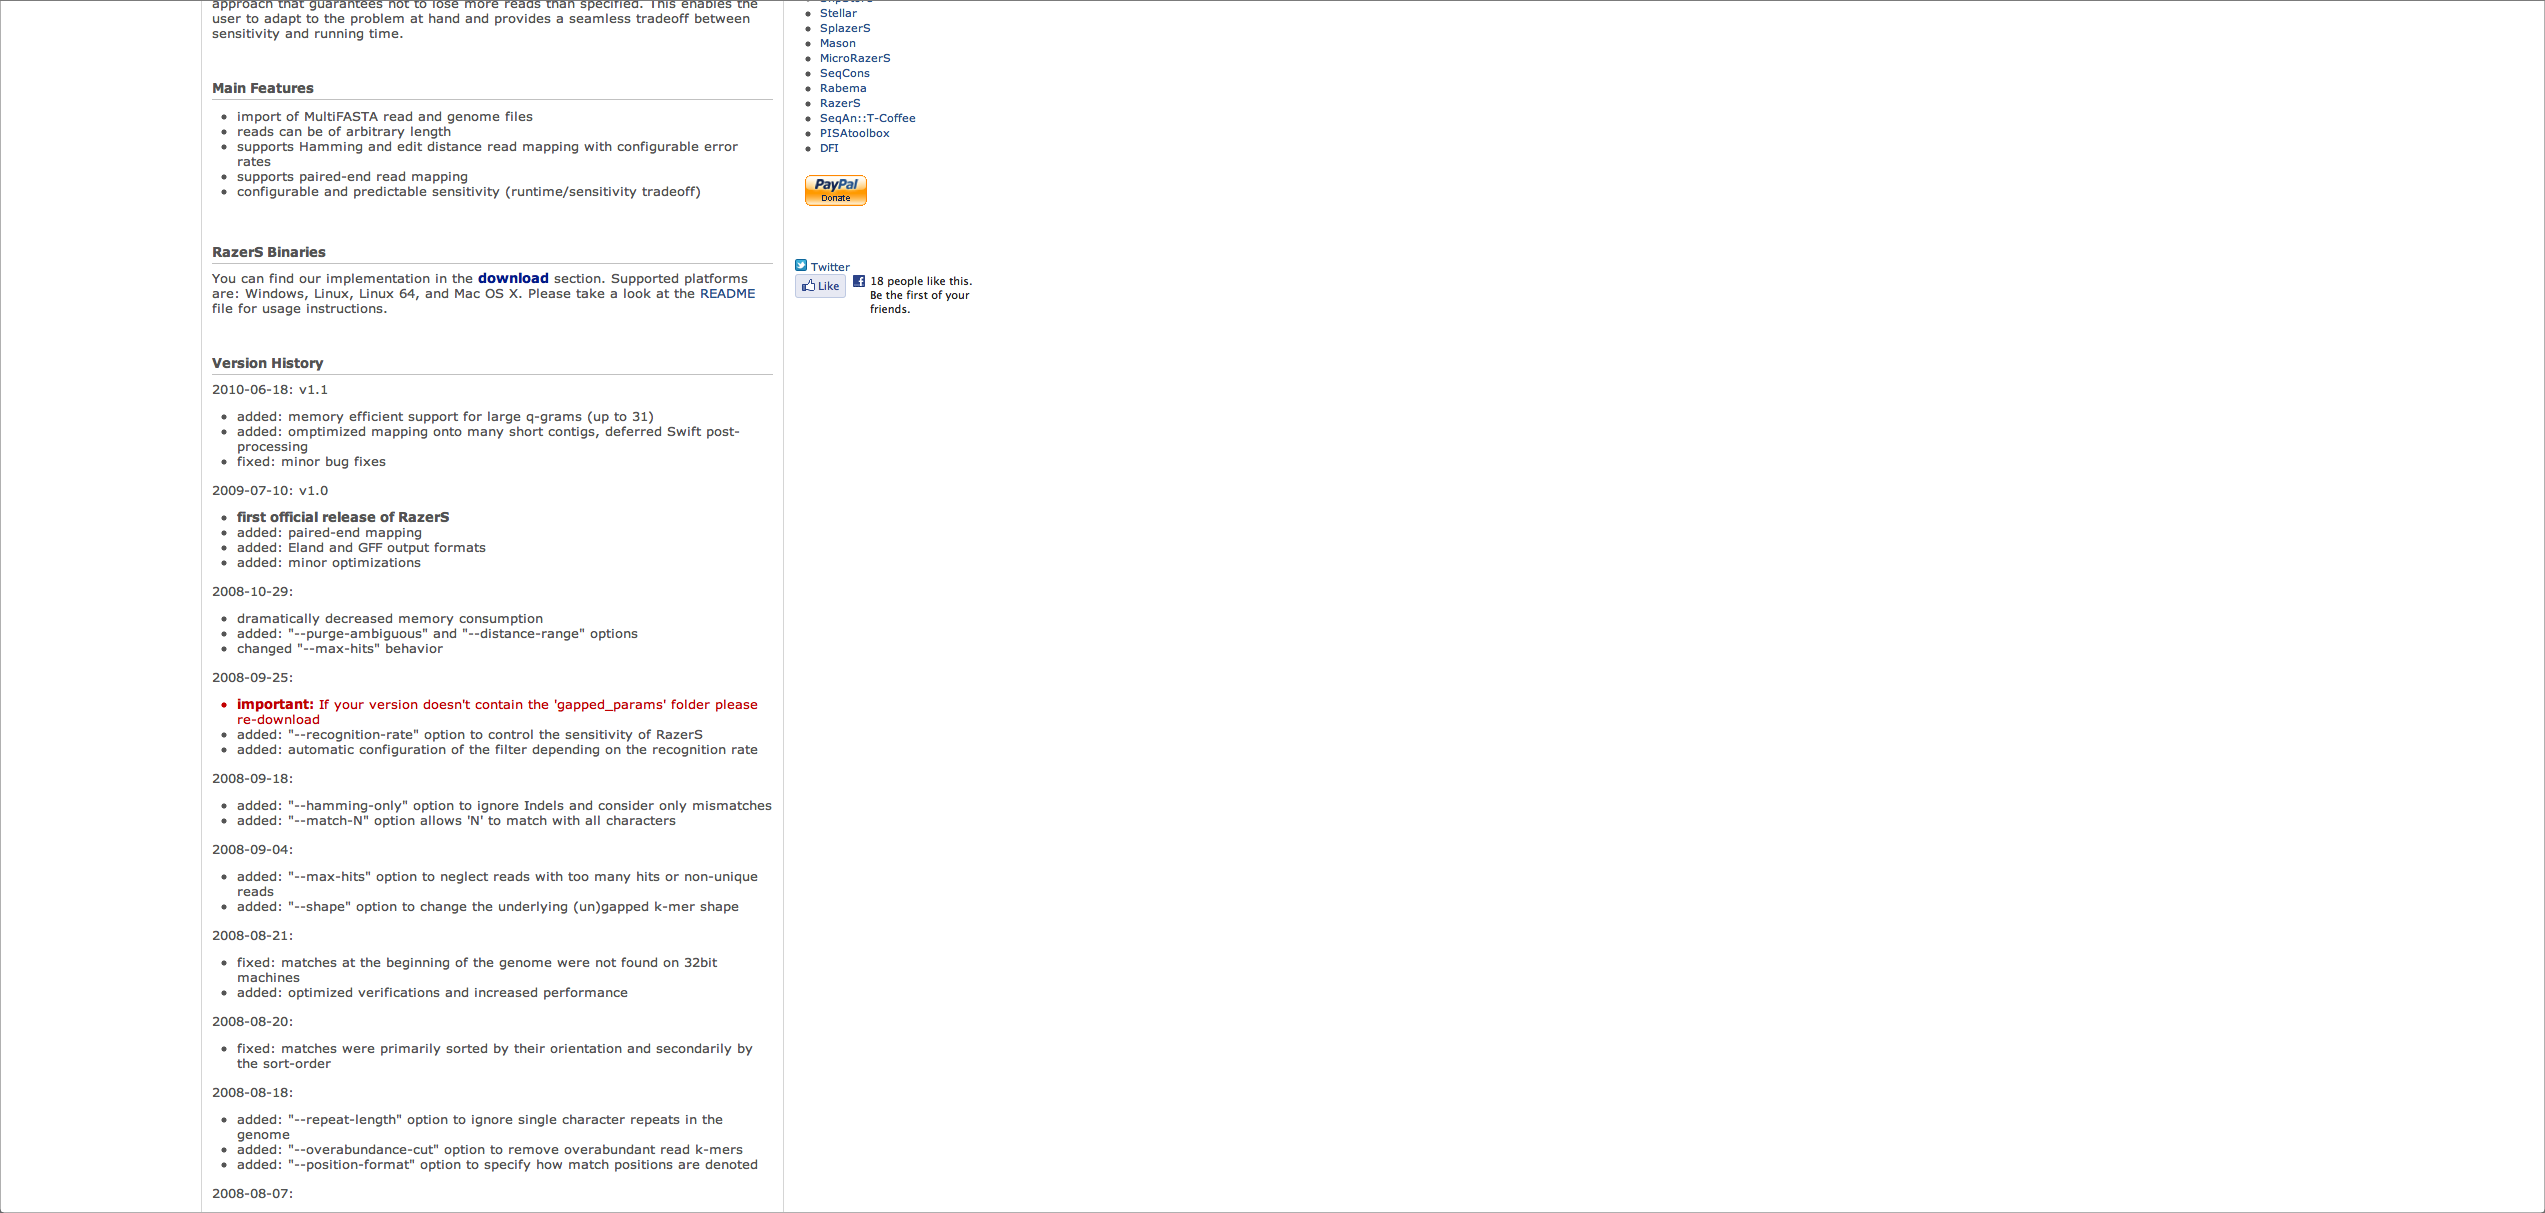 approach that guarantees not to lose more reads than specified. This enables the
user to adapt to the problem at hand and provides a seamless tradeoff between
sensitivity and running time.
Main Features
import of MultiFASTA read and genome files
reads can be of arbitrary length
supports Hamming and edit distance read mapping with configurable error
rates
supports paired-end read mapping
configurable and predictable sensitivity (runtime/sensitivity tradeoff)
RazerS Binaries
You can find our implementation in the download section. Supported platforms
are: Windows, Linux, Linux 64, and Mac OS X. Please take a look at the README
file for usage instructions.
Version History
2010-06-18: v1.1
added: memory efficient support for large q-grams (up to 31)
added: omptimized mapping onto many short contigs, deferred Swift post-
processing
fixed: minor bug fixes
2009-07-10: v1.0
first official release of RazerS
added: paired-end mapping
added: Eland and GFF output formats
added: minor optimizations
2008-10-29:
dramatically decreased memory consumption
added: "--purge-ambiguous" and "--distance-range" options
changed "--max-hits" behavior
2008-09-25:
important: If your version doesn't contain the 'gapped_params' folder please
re-download
added: "--recognition-rate" option to control the sensitivity of RazerS
added: automatic configuration of the filter depending on the recognition rate
2008-09-18:
added: "--hamming-only" option to ignore Indels and consider only mismatches
added: "--match-N" option allows 'N' to match with all characters
2008-09-04:
added: "--max-hits" option to neglect reads with too many hits or non-unique
reads
added: "--shape" option to change the underlying (un)gapped k-mer shape
2008-08-21:
fixed: matches at the beginning of the genome were not found on 32bit
machines
added: optimized verifications and increased performance
2008-08-20:
fixed: matches were primarily sorted by their orientation and secondarily by
the sort-order
2008-08-18:
added: "--repeat-length" option to ignore single character repeats in the
genome
added: "--overabundance-cut" option to remove overabundant read k-mers
added: "--position-format" option to specify how match positions are denoted
2008-08-07:
Stellar
SplazerS
Mason
MicroRazerS
SeqCons
Rabema
RazerS
SeqAn::T-Coffee
PISAtoolbox
DFI
PayPal
Donate
Twitter
Like
18 people like this.
Be the first of your
friends.